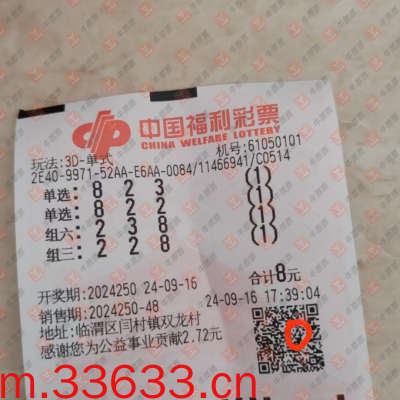 中国福利彩票
CHINA WELFARE LOTTERY
玩法:3D-单式 机号:61050101
2E40-9971-52AA-E6AA-0084/11466941/C0514
单选: 8 2 3 (1)
单选: 8 2 2 (1)
组六: 2 3 8 (1)
组三: 2 2 8 (1)
合计8元
开奖期:2024250 24-09-16
销售期:2024250-48 24-09-16 17:39:04
地址:临渭区闫村镇双龙村
感谢您为公益事业贡献2.72元
m.33633.cn